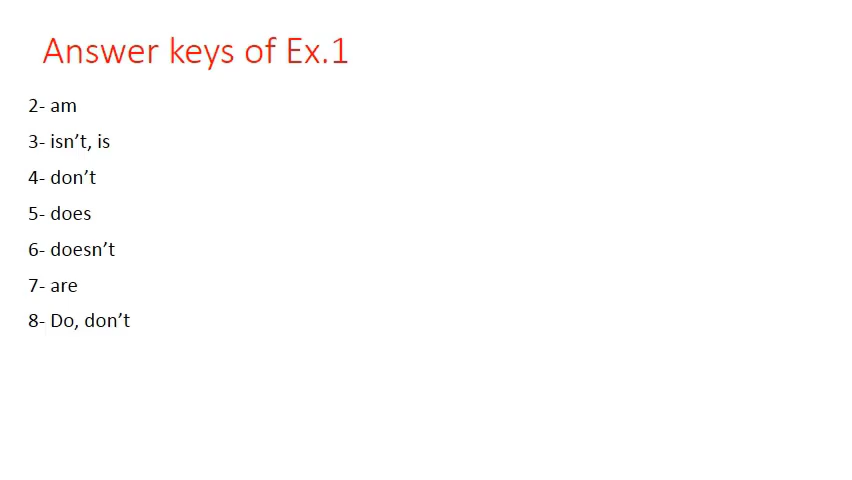 Answer keys of Ex.1
2- am
3- isn’t, is
4- don’t
5- does
6- doesn’t
7- are
8- Do, don’t